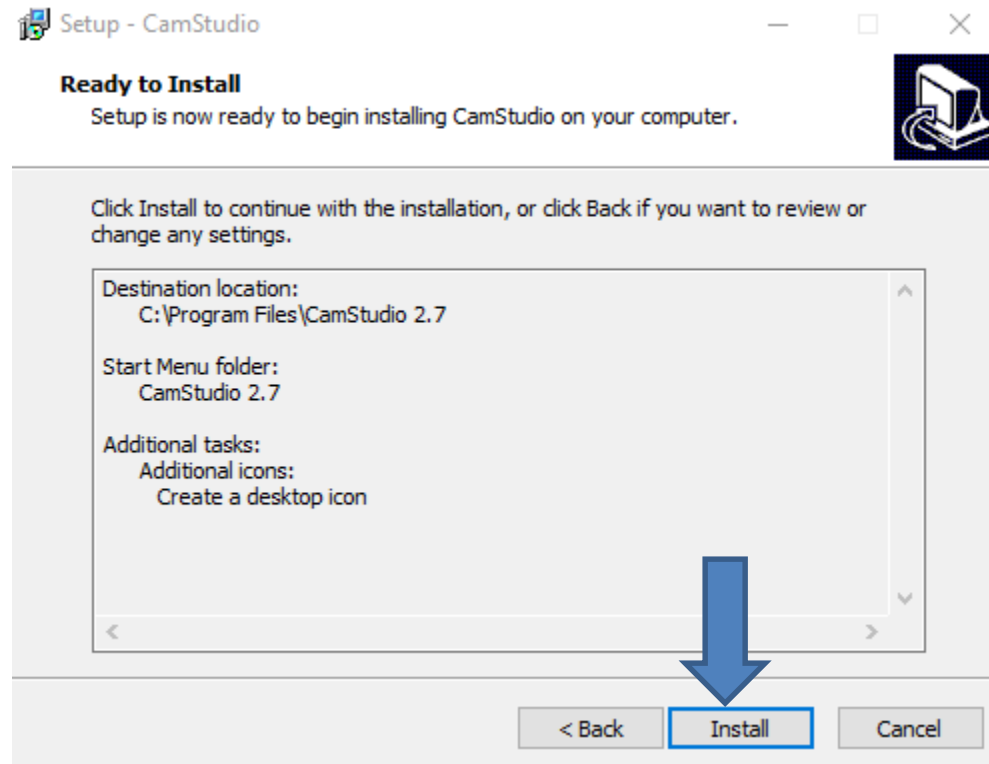 Setup - CamStudio
Ready to Install
Setup is now ready to begin installing CamStudio on your computer.
Click Install to continue with the installation, or click Back if you want to review or
change any settings.
Destination location:
C:\Program Files\CamStudio 2.7
Start Menu folder:
CamStudio 2.7
Additional tasks:
Additional icons:
Create a desktop icon
< Back Install Cancel